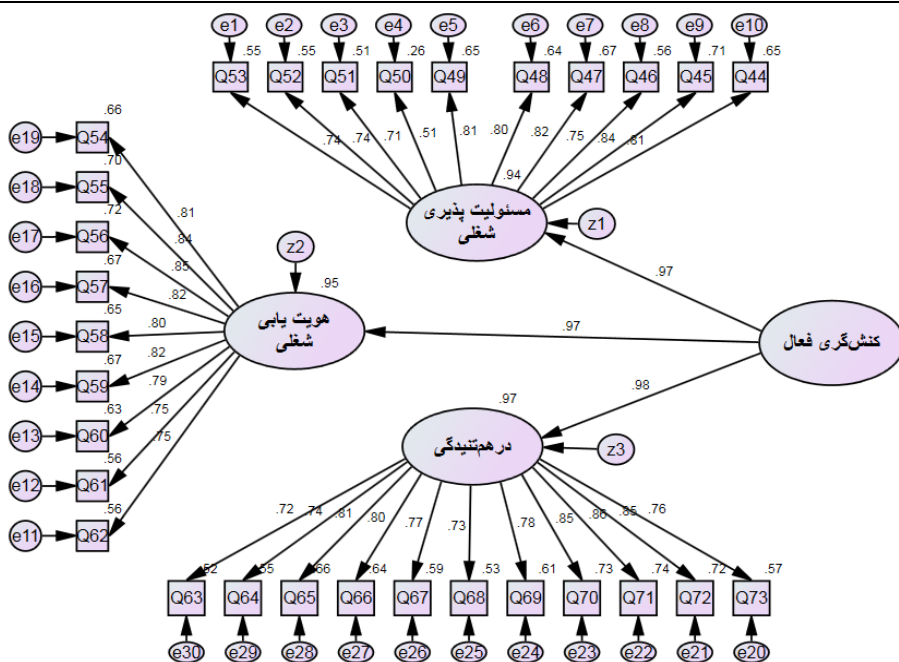 e1 e2 e3 e4 e5 e6 e7 e8 e9 e10
.55 .55 .51 .26 .65 .64 .67 .56 .71 .65
Q53 Q52 Q51 Q50 Q49 Q48 Q47 Q46 Q45 Q44
.74 .74 .71 .51 .81 .80 .82 .75 .84 .81
.94
مسئولیت پذیری
شغلی
z1
.97
e19 Q54 .66
e18 Q55 .70
e17 Q56 .72
e16 Q57 .67
e15 Q58 .65
e14 Q59 .67
e13 Q60 .63
e12 Q61 .56
e11 Q62 .56
.81
.84
.85
.82
.80
.82
.79
.75
.75
z2
.95
هویت یابی
شغلی
.97
کنش‌گری فعال
.98
.97
درهم‌تنیدگی
z3
.72 .74 .81 .80 .77 .73 .78 .85 .86 .85 .76
.52 .55 .66 .64 .59 .53 .61 .73 .74 .72 .57
Q63 Q64 Q65 Q66 Q67 Q68 Q69 Q70 Q71 Q72 Q73
e30 e29 e28 e27 e26 e25 e24 e23 e22 e21 e20